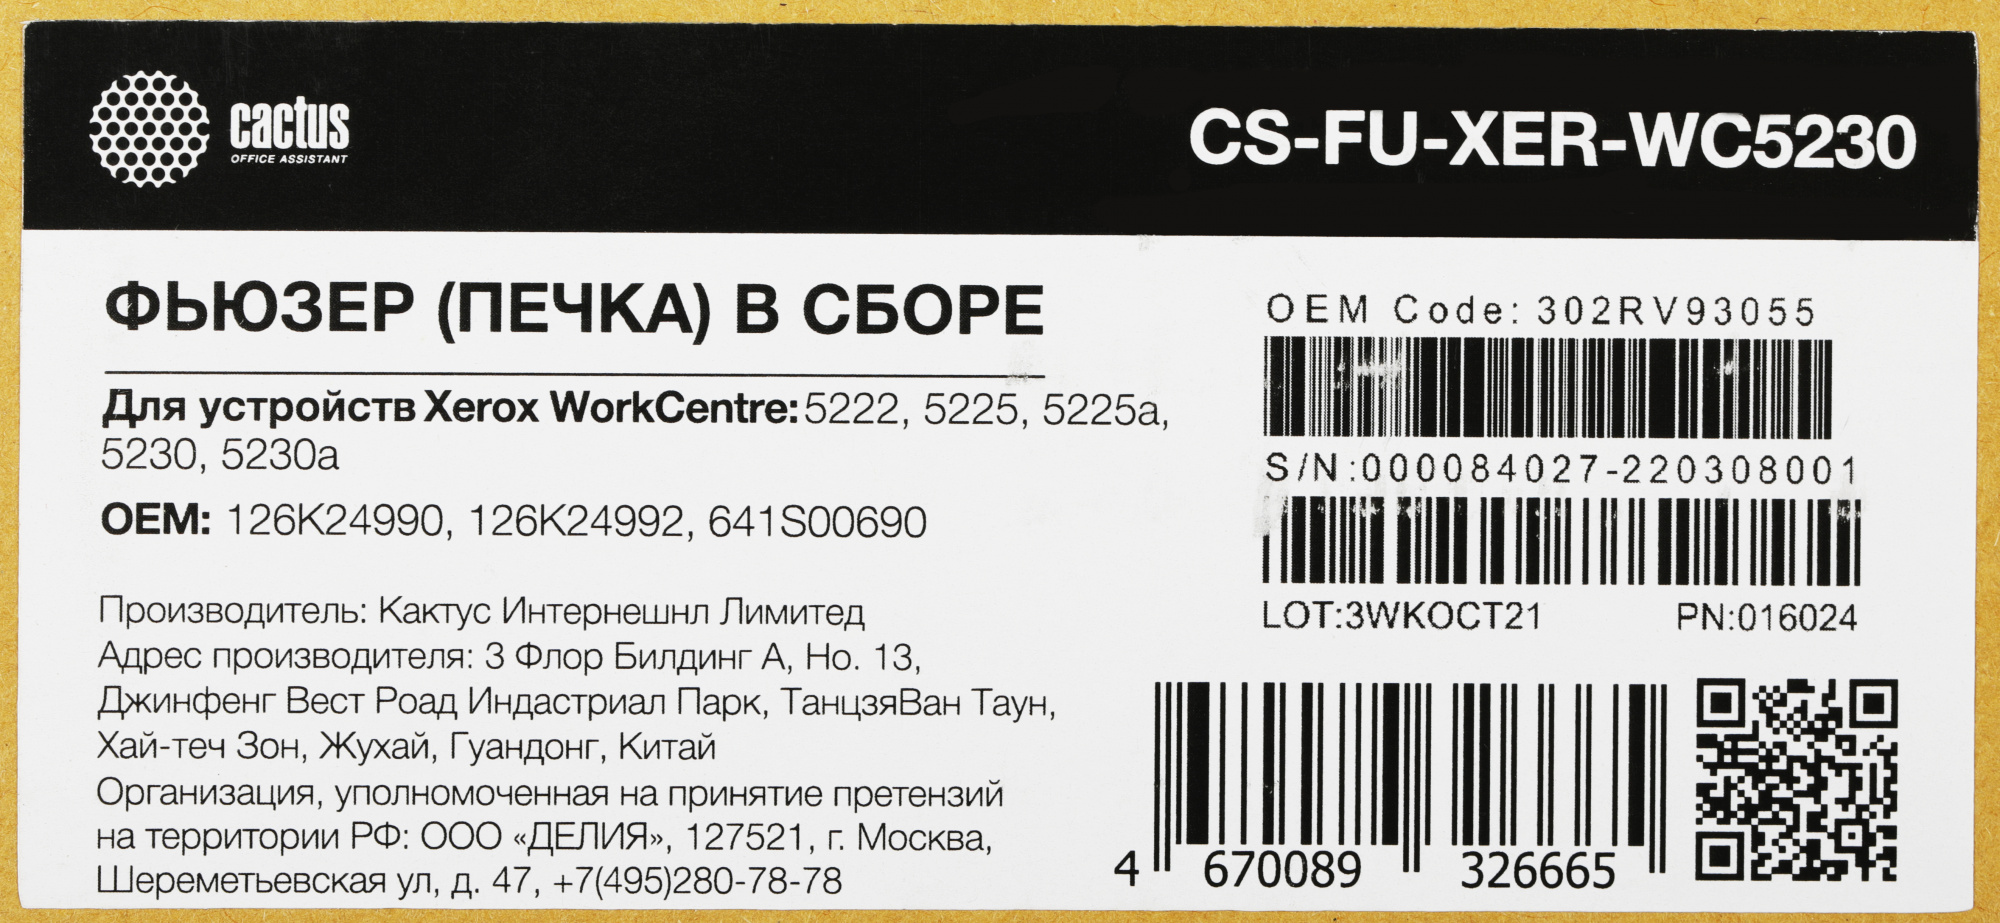 cactus
OFFICE ASSISTANT
CS-FU-XER-WC5230
ФЬЮЗЕР (ПЕЧКА) В СБОРЕ
Для устройств Xerox WorkCentre: 5222, 5225, 5225a,
5230, 5230a
OEM: 126K24990, 126K24992, 641S00690
Производитель: Кактус Интернешнл Лимитед
Адрес производителя: 3 Флор Билдинг А, Но. 13,
Джинфенг Вест Роад Индастриал Парк, ТанцзяВан Таун,
Хай-теч Зон, Жухай, Гуандонг, Китай
Организация, уполномоченная на принятие претензий
на территории РФ: ООО «ДЕЛИЯ», 127521, г. Москва,
Шереметьевская ул, д. 47, +7(495)280-78-78
OEM Code: 302RV93055
S/N:000084027-220308001
LOT:3WKOCT21 PN:016024
4 670089 326665